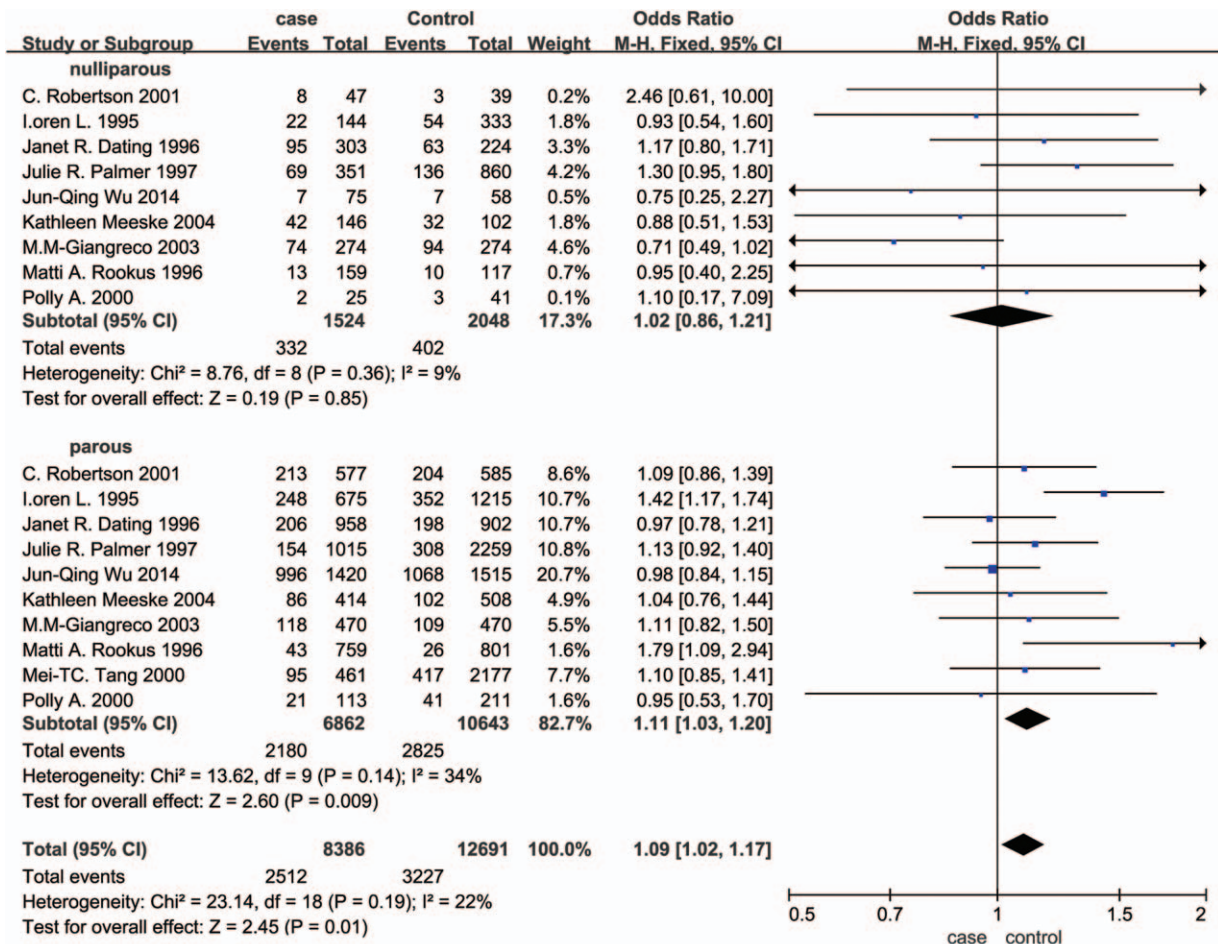 case Control Odds Ratio Odds Ratio
Study or Subgroup Events Total Events Total Weight M-H, Fixed, 95% CI M-H, Fixed, 95% CI
nulliparous
C. Robertson 2001 8 47 3 39 0.2% 2.46 [0.61, 10.00]
I.oren L. 1995 22 144 54 333 1.8% 0.93 [0.54, 1.60]
Janet R. Dating 1996 95 303 63 224 3.3% 1.17 [0.80, 1.71]
Julie R. Palmer 1997 69 351 136 860 4.2% 1.30 [0.95, 1.80]
Jun-Qing Wu 2014 7 75 7 58 0.5% 0.75 [0.25, 2.27]
Kathleen Meeske 2004 42 146 32 102 1.8% 0.88 [0.51, 1.53]
M.M-Giangreco 2003 74 274 94 274 4.6% 0.71 [0.49, 1.02]
Matti A. Rookus 1996 13 159 10 117 0.7% 0.95 [0.40, 2.25]
Polly A. 2000 2 25 3 41 0.1% 1.10 [0.17, 7.09]
Subtotal (95% CI) 1524 2048 17.3% 1.02 [0.86, 1.21]
Total events 332 402
Heterogeneity: Chi² = 8.76, df = 8 (P = 0.36); I² = 9%
Test for overall effect: Z = 0.19 (P = 0.85)
parous
C. Robertson 2001 213 577 204 585 8.6% 1.09 [0.86, 1.39]
I.oren L. 1995 248 675 352 1215 10.7% 1.42 [1.17, 1.74]
Janet R. Dating 1996 206 958 198 902 10.7% 0.97 [0.78, 1.21]
Julie R. Palmer 1997 154 1015 308 2259 10.8% 1.13 [0.92, 1.40]
Jun-Qing Wu 2014 996 1420 1068 1515 20.7% 0.98 [0.84, 1.15]
Kathleen Meeske 2004 86 414 102 508 4.9% 1.04 [0.76, 1.44]
M.M-Giangreco 2003 118 470 109 470 5.5% 1.11 [0.82, 1.50]
Matti A. Rookus 1996 43 759 26 801 1.6% 1.79 [1.09, 2.94]
Mei-TC. Tang 2000 95 461 417 2177 7.7% 1.10 [0.85, 1.41]
Polly A. 2000 21 113 41 211 1.6% 0.95 [0.53, 1.70]
Subtotal (95% CI) 6862 10643 82.7% 1.11 [1.03, 1.20]
Total events 2180 2825
Heterogeneity: Chi² = 13.62, df = 9 (P = 0.14); I² = 34%
Test for overall effect: Z = 2.60 (P = 0.009)
Total (95% CI) 8386 12691 100.0% 1.09 [1.02, 1.17]
Total events 2512 3227
Heterogeneity: Chi² = 23.14, df = 18 (P = 0.19); I² = 22%
Test for overall effect: Z = 2.45 (P = 0.01)
0.5 0.7 1 1.5 2
case control